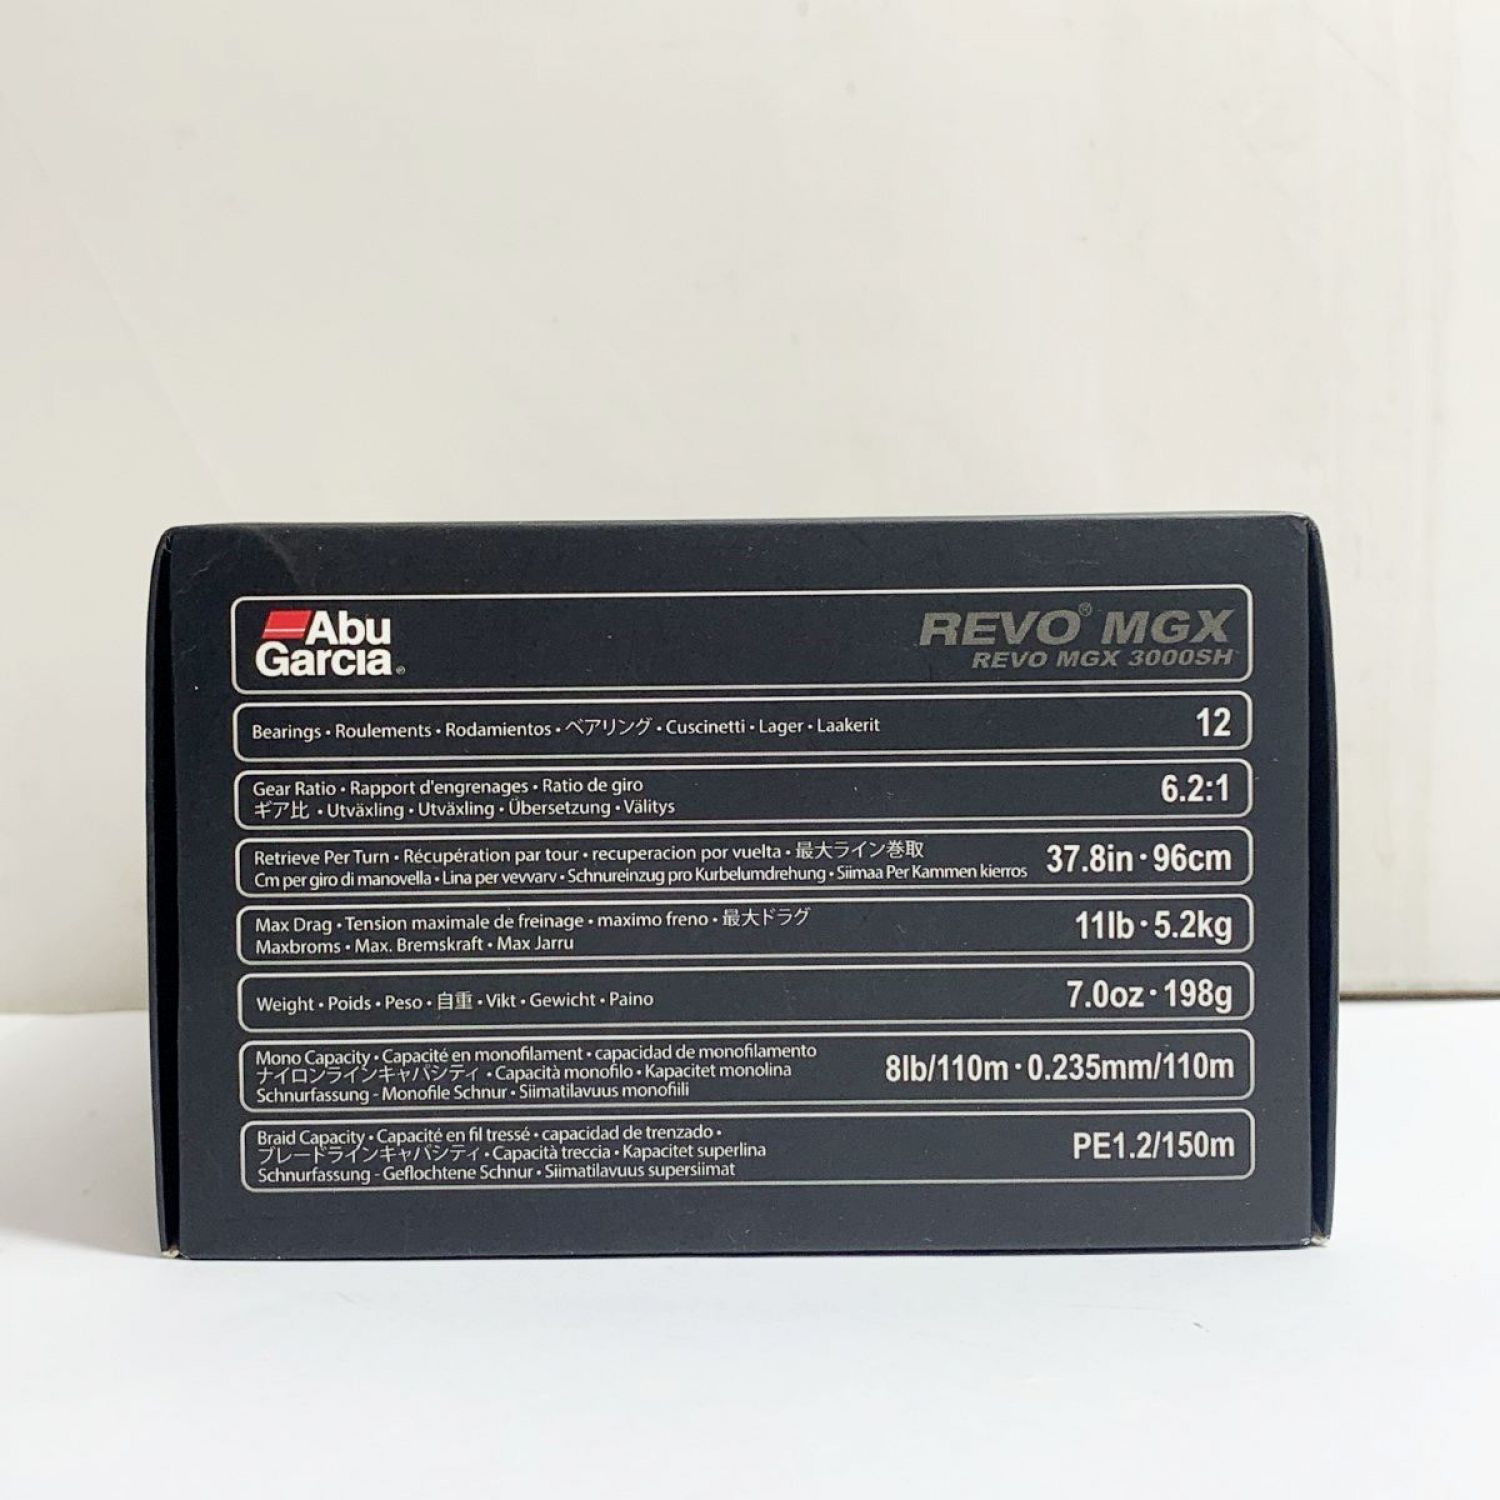 Abu
Garcia®
REVO® MGX
REVO MGX 3000SH
Bearings • Roulements • Rodamientos • ベアリング • Cuscinetti • Lager • Laakerit
12
Gear Ratio • Rapport d'engrenages • Ratio de giro
ギア比 • Utväxling • Utväxling • Übersetzung • Välitys
6.2:1
Retrieve Per Turn • Récupération par tour • recuperacion por vuelta • 最大ライン巻取
Cm per giro di manovella • Lina per vevvarv • Schnureinzug pro Kurbelumdrehung • Siimaa Per Kammen kierros
37.8in • 96cm
Max Drag • Tension maximale de freinage • maximo freno • 最大ドラグ
Maxbroms • Max. Bremskraft • Max Jarru
11lb • 5.2kg
Weight • Poids • Peso • 自重 • Vikt • Gewicht • Paino
7.0oz • 198g
Mono Capacity • Capacité en monofilament • capacidad de monofilamento
ナイロンラインキャパシティ • Capacità monofilo • Kapacitet monolina
Schnurfassung - Monofile Schnur • Siimatilavuus monofiili
8lb/110m • 0.235mm/110m
Braid Capacity • Capacité en fil tressé • capacidad de trenzado •
ブレードラインキャパシティ • Capacità treccia • Kapacitet superlina
Schnurfassung - Geflochtene Schnur • Siimatilavuus supersiimat
PE1.2/150m